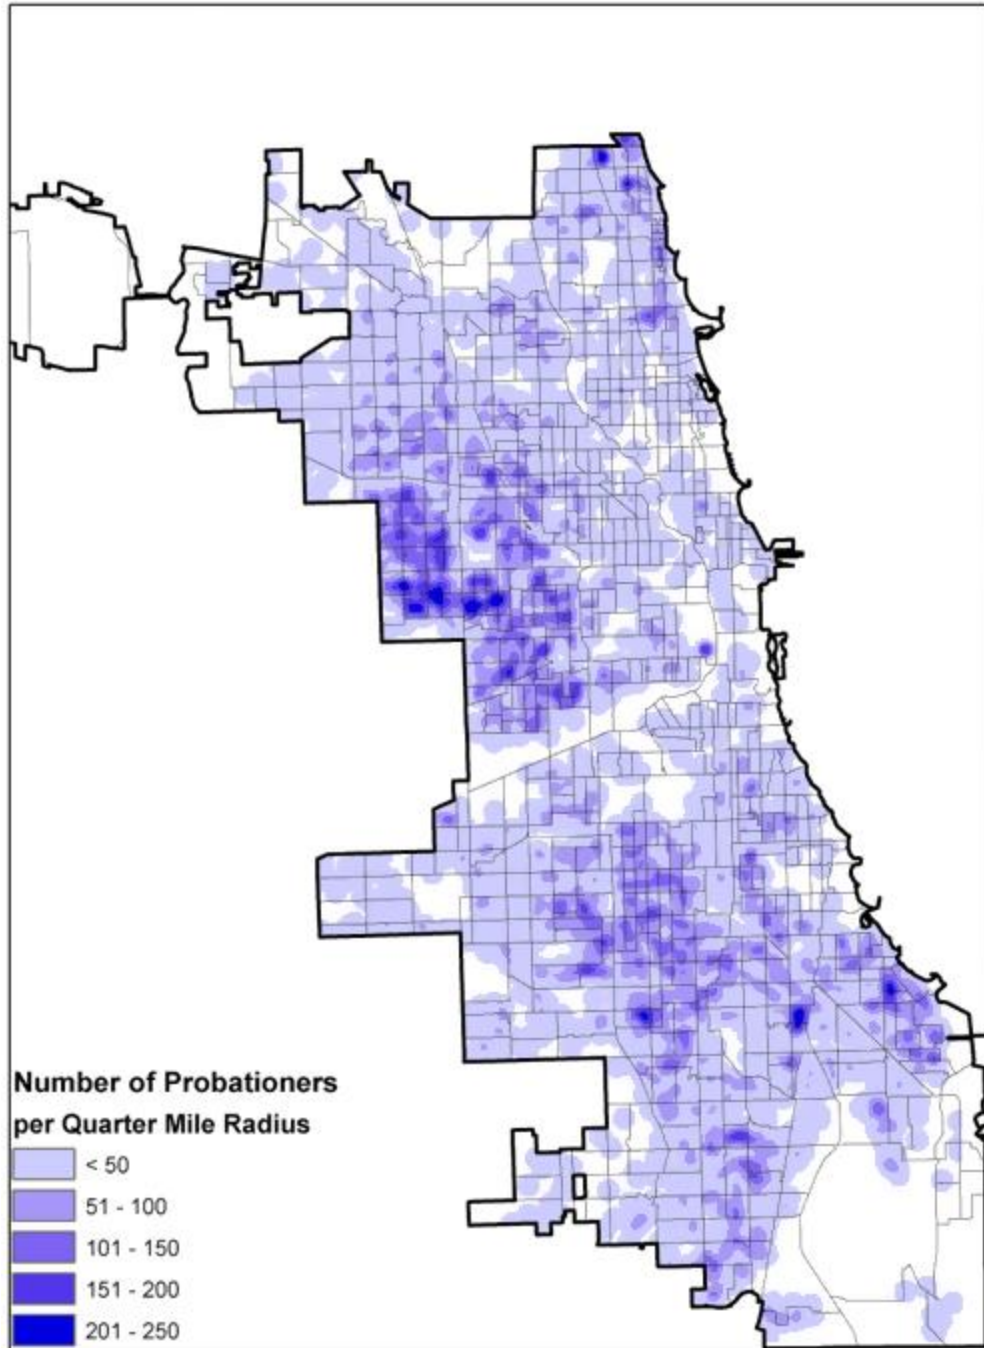 Number of Probationers
per Quarter Mile Radius
< 50
51 - 100
101 - 150
151 - 200
201 - 250